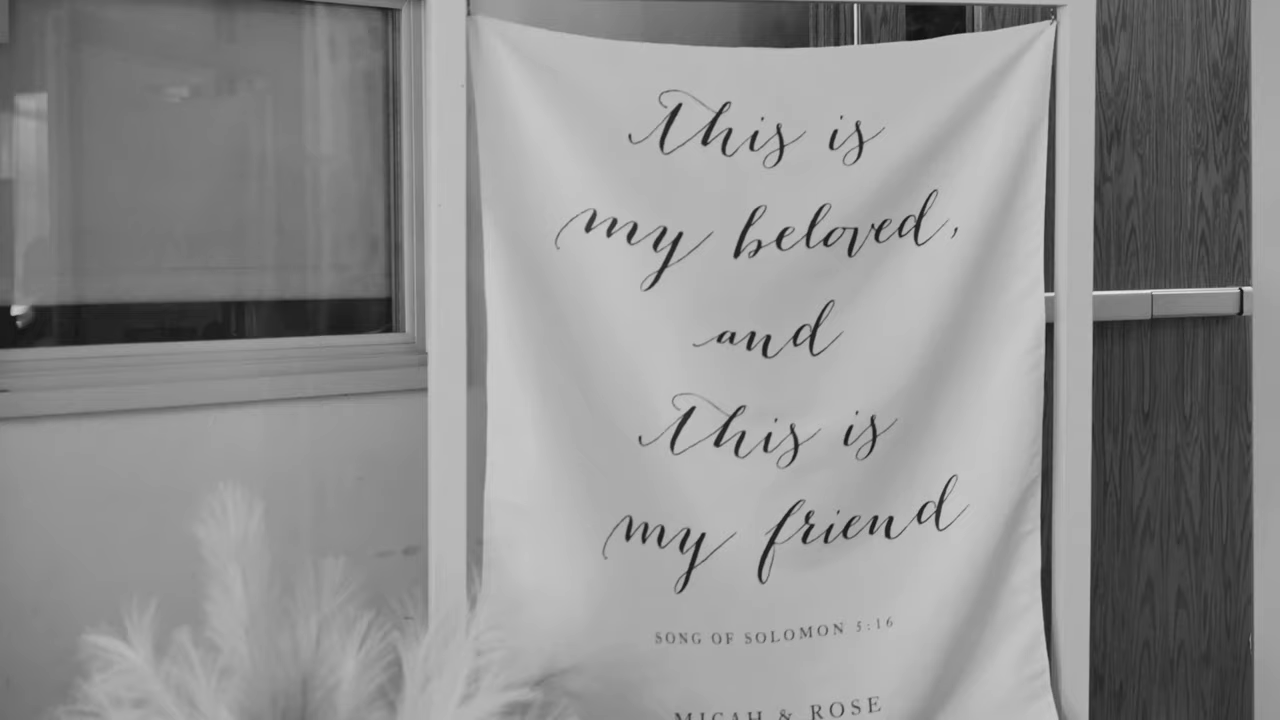 This is
my beloved,
and
This is
my friend
SONG OF SOLOMON 5:16
MICAH & ROSE